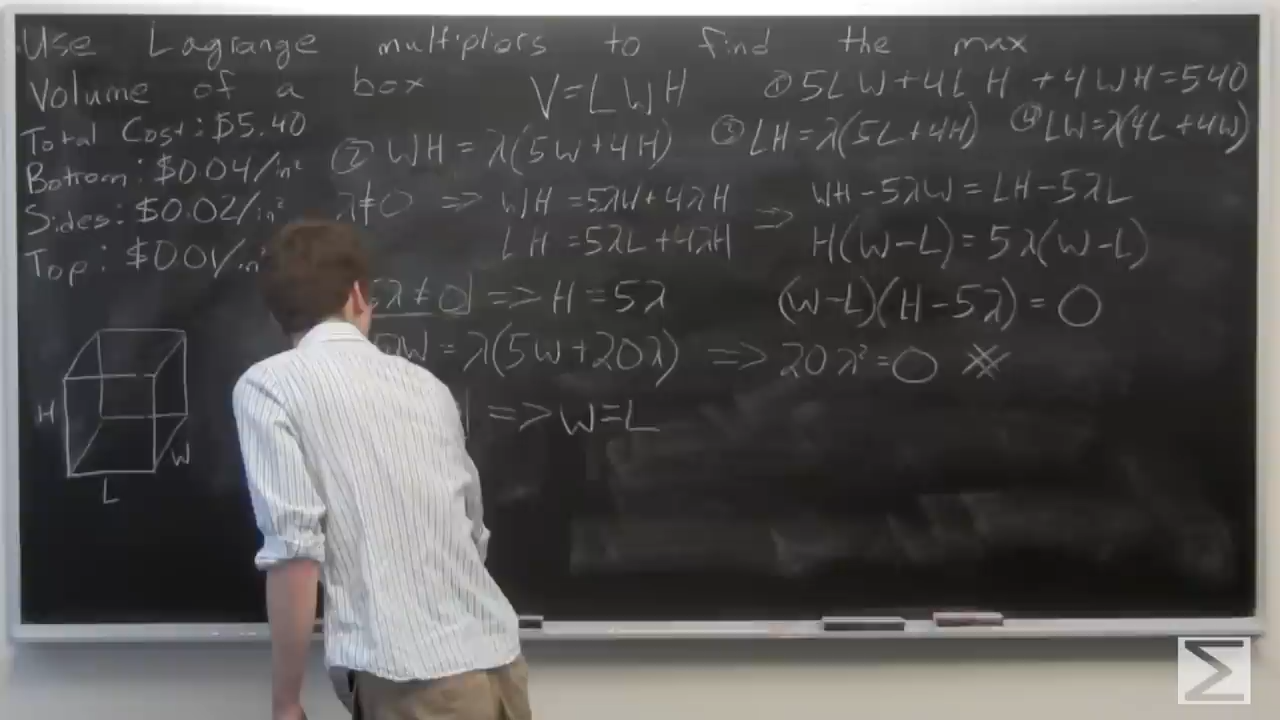 Use Lagrange multipliers to find the max
Volume of a box
V=LWH
① 5LW+4LH+4WH=540
Total Cost: $5.40
Bottom: $0.04/in²
Sides: $0.02/in²
Top: $0.01/in
② WH=λ(5W+4H)
③ LH=λ(5L+4H)
④ LW=λ(4L+4W)
λ≠0 => WH=5λW+4λH
LH=5λL+4λH
=> WH-5λW=LH-5λL
H(W-L)=5λ(W-L)
λ≠0 => H=5λ
(W-L)(H-5λ)=0
W=λ(5W+20λ) => 20λ²=0
=> W=L
H
W
L
Σ